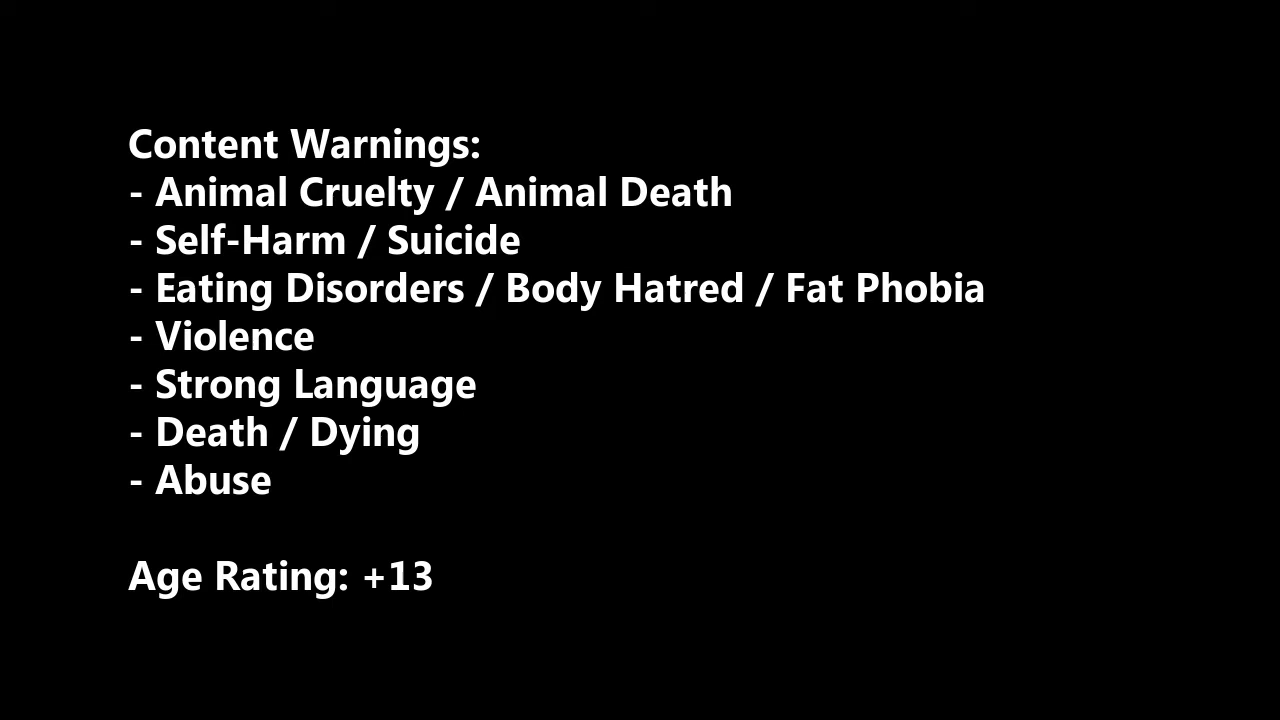 Content Warnings:
- Animal Cruelty / Animal Death
- Self-Harm / Suicide
- Eating Disorders / Body Hatred / Fat Phobia
- Violence
- Strong Language
- Death / Dying
- Abuse
Age Rating: +13